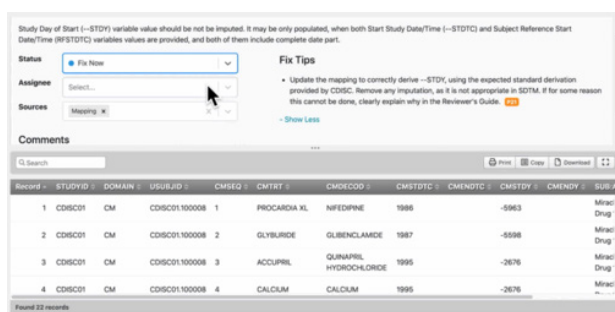 Study Day of Start (--STDY) variable value should be not be imputed. It may be only populated, when both Start Study Date/Time (--STDTC) and Subject Reference Start
Date/Time (RFSTDTC) variables values are provided, and both of them include complete date part.
Status
Fix Now
Assignee
Select...
Sources
Mapping ×
Comments
Fix Tips
• Update the mapping to correctly derive --STDY, using the expected standard derivation
provided by CDISC. Remove any imputation, as it is not appropriate in SDTM. If for some reason
this cannot be done, clearly explain why in the Reviewer's Guide. P21
- Show Less
Search
Print Copy Download
Record STUDYID DOMAIN USUBJID CMSEQ CMTRT CMDECOD CMSTDTC CMENDTC CMSTDY CMENDY
1 CDISC01 CM CDISC01.100008 1 PROCARDIA XL NIFEDIPINE 1986 -5963 Mirac
Drug
2 CDISC01 CM CDISC01.100008 2 GLYBURIDE GLIBENCLAMIDE 1987 -5598 Mirac
Drug
3 CDISC01 CM CDISC01.100008 3 ACCUPRIL QUINAPRIL
HYDROCHLORIDE 1995 -2676 Mirac
Drug
4 CDISC01 CM CDISC01.100008 4 CALCIUM CALCIUM 1995 -2676 Mirac
Found 22 records